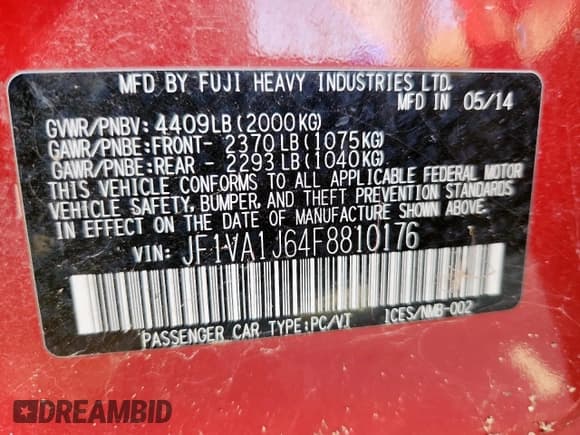 MFD BY FUJI HEAVY INDUSTRIES LTD.
MFD IN 05/14
GVWR/PNBV: 4409LB(2000KG)
GAWR/PNBE:FRONT- 2370LB(1075KG)
GAWR/PNBE:REAR - 2293LB(1040KG)
THIS VEHICLE CONFORMS TO ALL APPLICABLE FEDERAL MOTOR
VEHICLE SAFETY, BUMPER, AND THEFT PREVENTION STANDARDS
IN EFFECT ON THE DATE OF MANUFACTURE SHOWN ABOVE.
VIN: JF1VA1J64F8810176
PASSENGER CAR TYPE:PC/VT ICES/NMB-002
DREAMBID